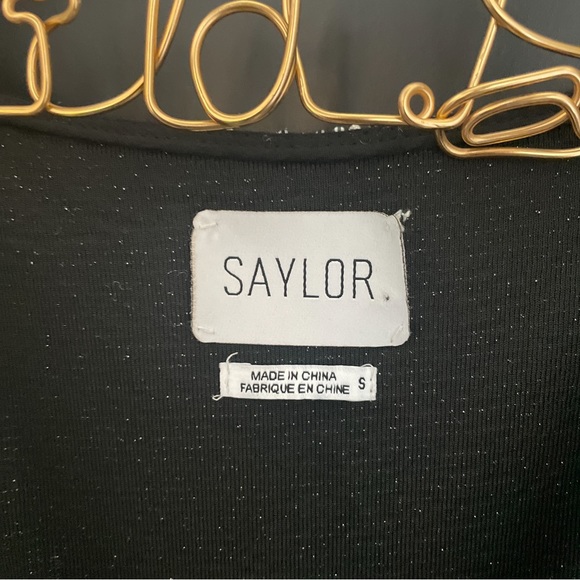 SAYLOR
MADE IN CHINA
FABRIQUE EN CHINE
S